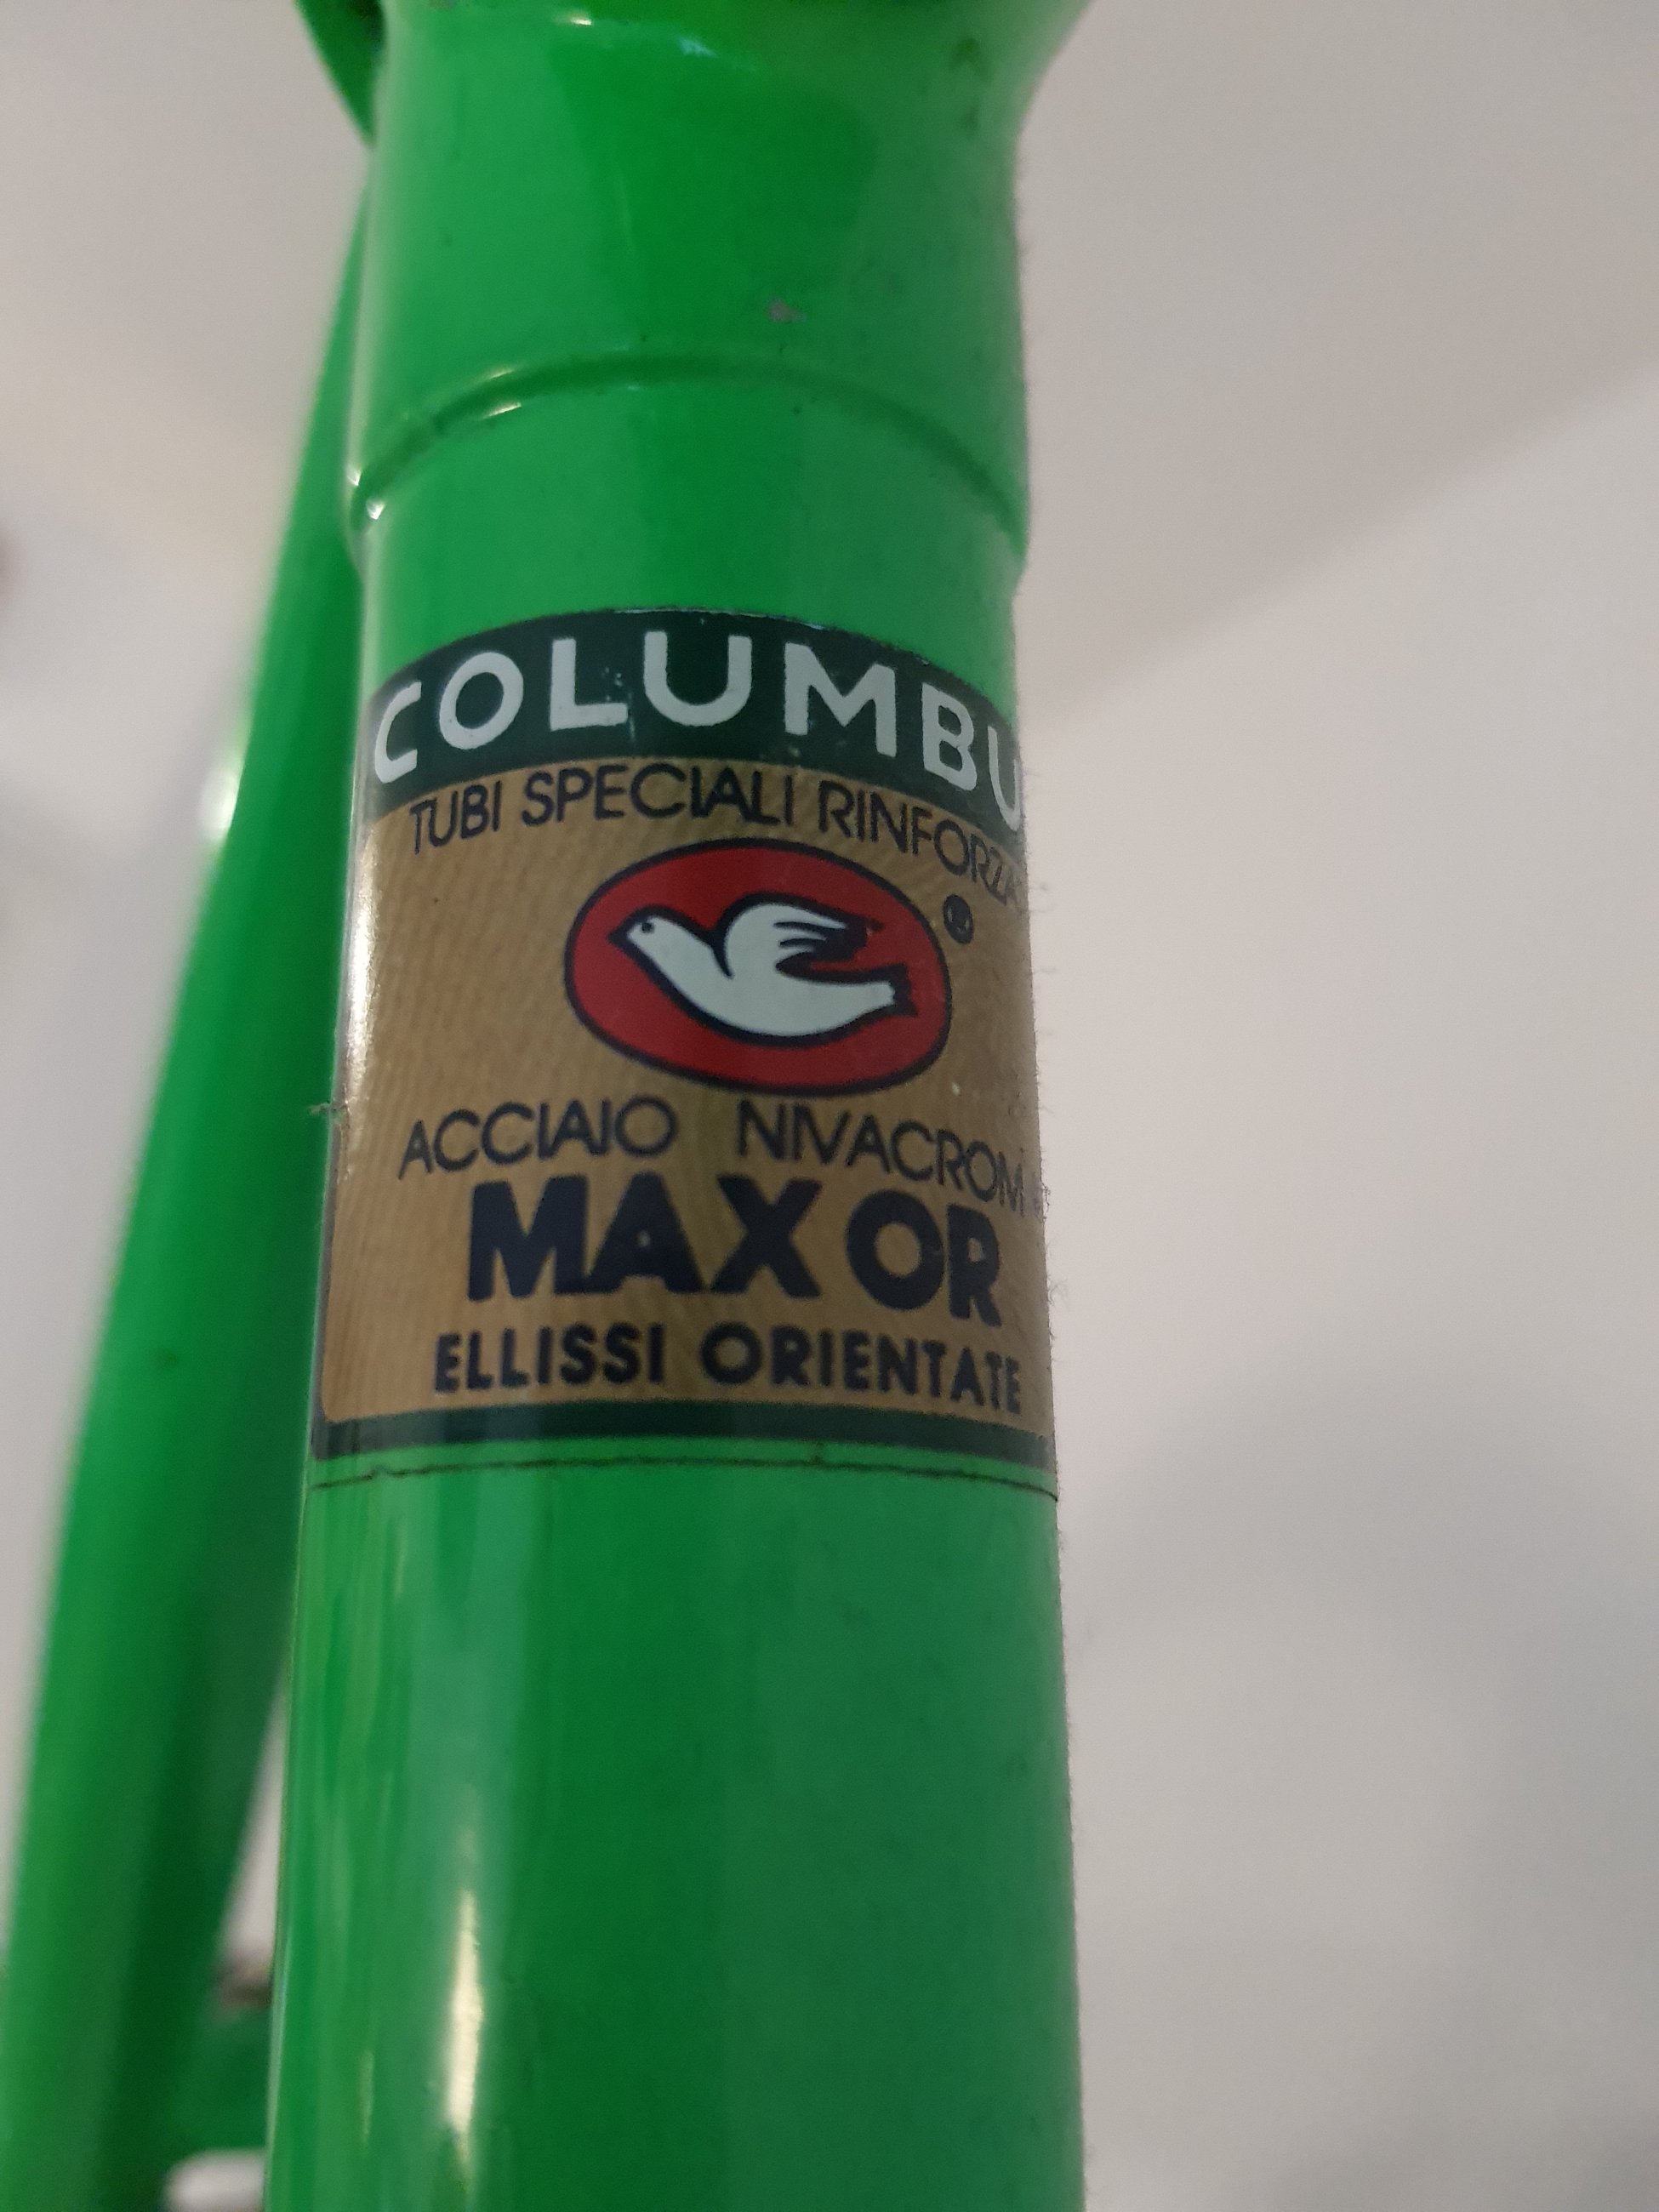 COLUMBU
TUBI SPECIALI RINFORZA
®
ACCIAIO NIVACROM
MAX OR
ELLISSI ORIENTATE